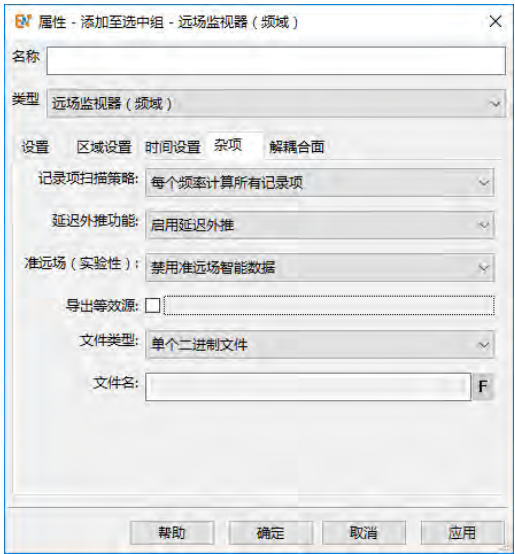 属性 - 添加至选中组 - 远场监视器（频域）
名称
类型 远场监视器（频域）
设置 区域设置 时间设置 杂项 解耦合面
记录项扫描策略: 每个频率计算所有记录项
延迟外推功能: 启用延迟外推
准远场（实验性）: 禁用准远场智能数据
导出等效源:
文件类型: 单个二进制文件
文件名: F
帮助 确定 取消 应用